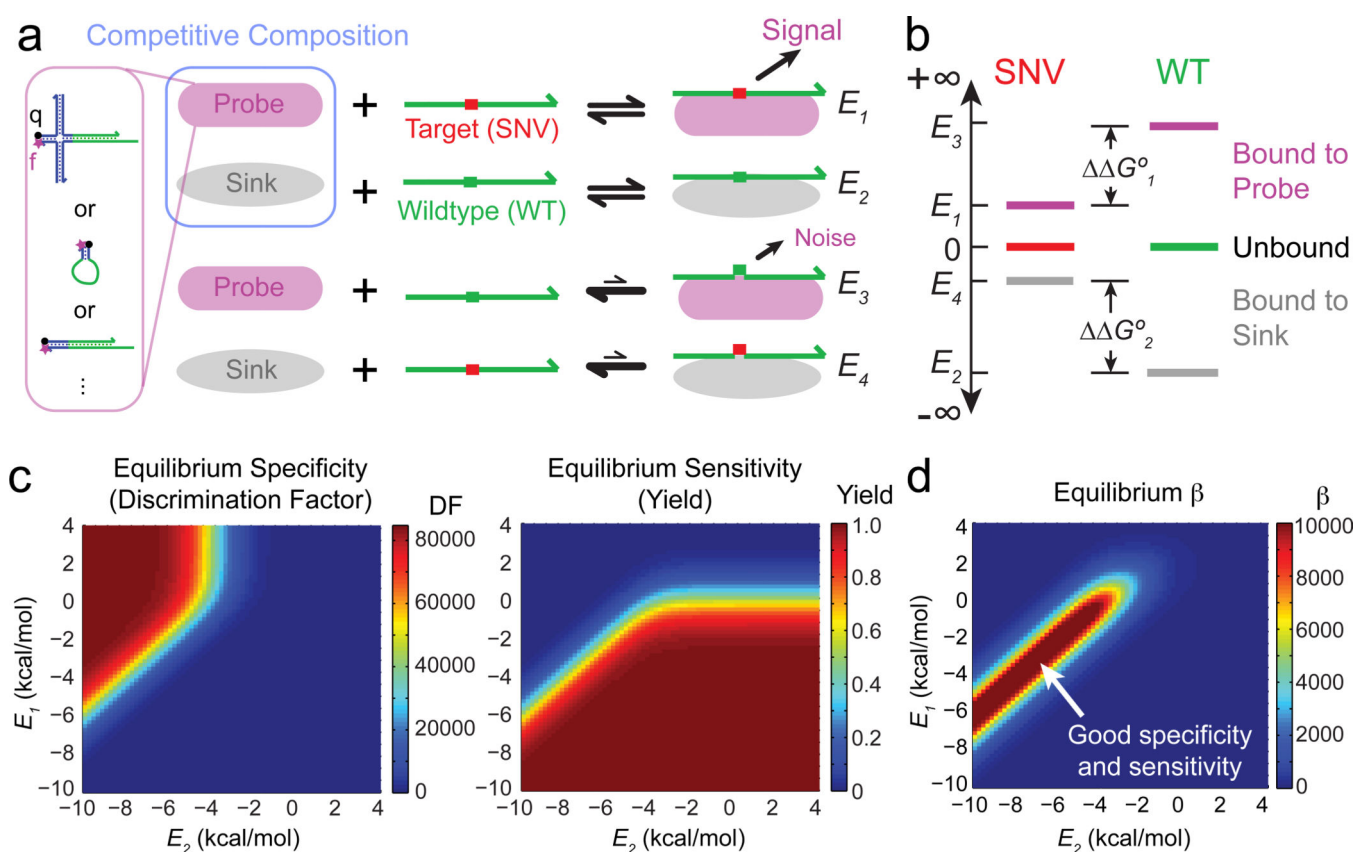 a
Competitive Composition
q
f
or
or
⋮
Probe
+
Target (SNV)
Signal
E1
Sink
+
Wildtype (WT)
E2
Probe
+
Noise
E3
Sink
+
E4
b
SNV
WT
+∞
E3
E1
0
E4
E2
-∞
ΔΔG°1
ΔΔG°2
Bound to
Probe
Unbound
Bound to
Sink
c
Equilibrium Specificity
(Discrimination Factor)
DF
80000
60000
40000
20000
0
E1 (kcal/mol)
4
2
0
−2
−4
−6
−8
−10
−10 −8 −6 −4 −2 0 2 4
Equilibrium Sensitivity
(Yield)
Yield
1.0
0.8
0.6
0.4
0.2
0
4
2
0
−2
−4
−6
−8
−10
−10 −8 −6 −4 −2 0 2 4
E2 (kcal/mol)
d
Equilibrium β
β
10000
8000
6000
4000
2000
0
E1 (kcal/mol)
4
2
0
−2
−4
−6
−8
−10
Good specificity
and sensitivity
−10 −8 −6 −4 −2 0 2 4
E2 (kcal/mol)